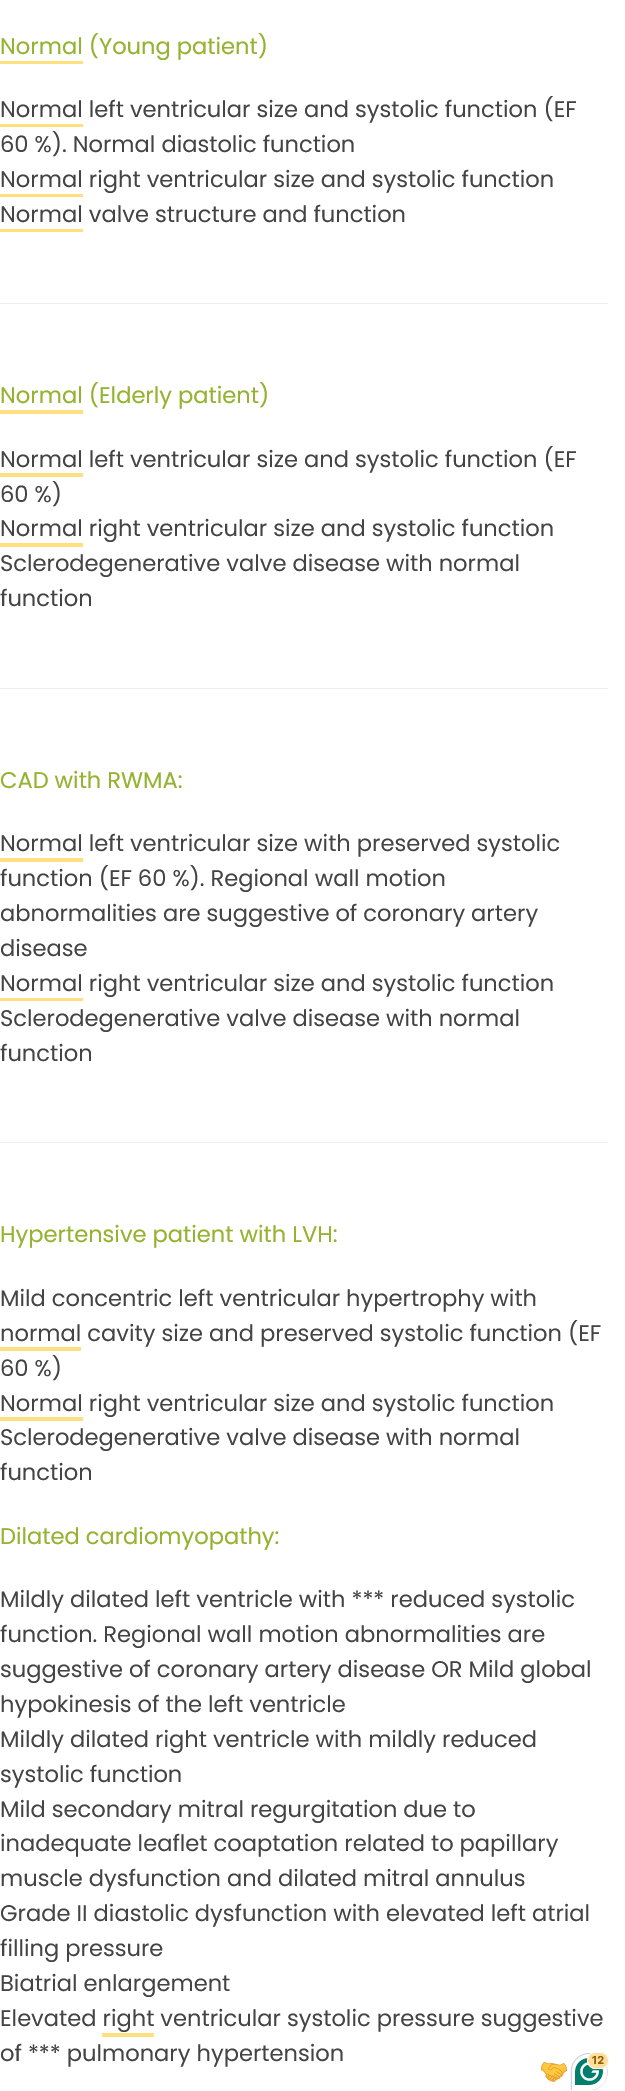 Normal (Young patient)
Normal left ventricular size and systolic function (EF
60 %). Normal diastolic function
Normal right ventricular size and systolic function
Normal valve structure and function
Normal (Elderly patient)
Normal left ventricular size and systolic function (EF
60 %)
Normal right ventricular size and systolic function
Sclerodegenerative valve disease with normal
function
CAD with RWMA:
Normal left ventricular size with preserved systolic
function (EF 60 %). Regional wall motion
abnormalities are suggestive of coronary artery
disease
Normal right ventricular size and systolic function
Sclerodegenerative valve disease with normal
function
Hypertensive patient with LVH:
Mild concentric left ventricular hypertrophy with
normal cavity size and preserved systolic function (EF
60 %)
Normal right ventricular size and systolic function
Sclerodegenerative valve disease with normal
function
Dilated cardiomyopathy:
Mildly dilated left ventricle with *** reduced systolic
function. Regional wall motion abnormalities are
suggestive of coronary artery disease OR Mild global
hypokinesis of the left ventricle
Mildly dilated right ventricle with mildly reduced
systolic function
Mild secondary mitral regurgitation due to
inadequate leaflet coaptation related to papillary
muscle dysfunction and dilated mitral annulus
Grade II diastolic dysfunction with elevated left atrial
filling pressure
Biatrial enlargement
Elevated right ventricular systolic pressure suggestive
of *** pulmonary hypertension
12